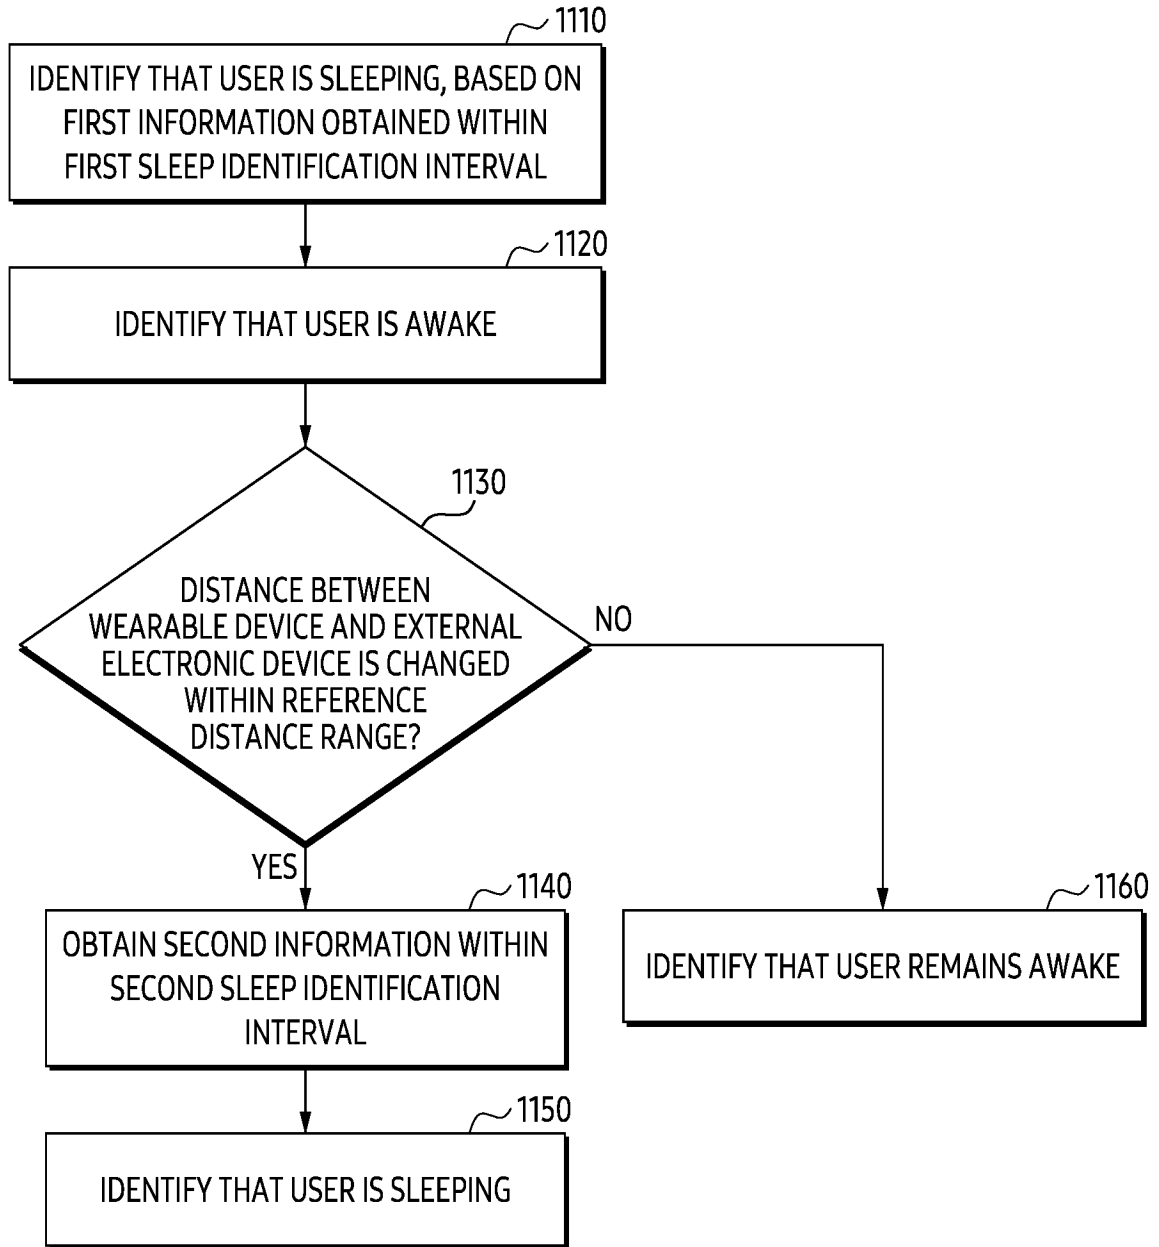 1110
IDENTIFY THAT USER IS SLEEPING, BASED ON
FIRST INFORMATION OBTAINED WITHIN
FIRST SLEEP IDENTIFICATION INTERVAL
1120
IDENTIFY THAT USER IS AWAKE
1130
DISTANCE BETWEEN
WEARABLE DEVICE AND EXTERNAL
ELECTRONIC DEVICE IS CHANGED
WITHIN REFERENCE
DISTANCE RANGE?
NO
YES
1140
OBTAIN SECOND INFORMATION WITHIN
SECOND SLEEP IDENTIFICATION
INTERVAL
1160
IDENTIFY THAT USER REMAINS AWAKE
1150
IDENTIFY THAT USER IS SLEEPING